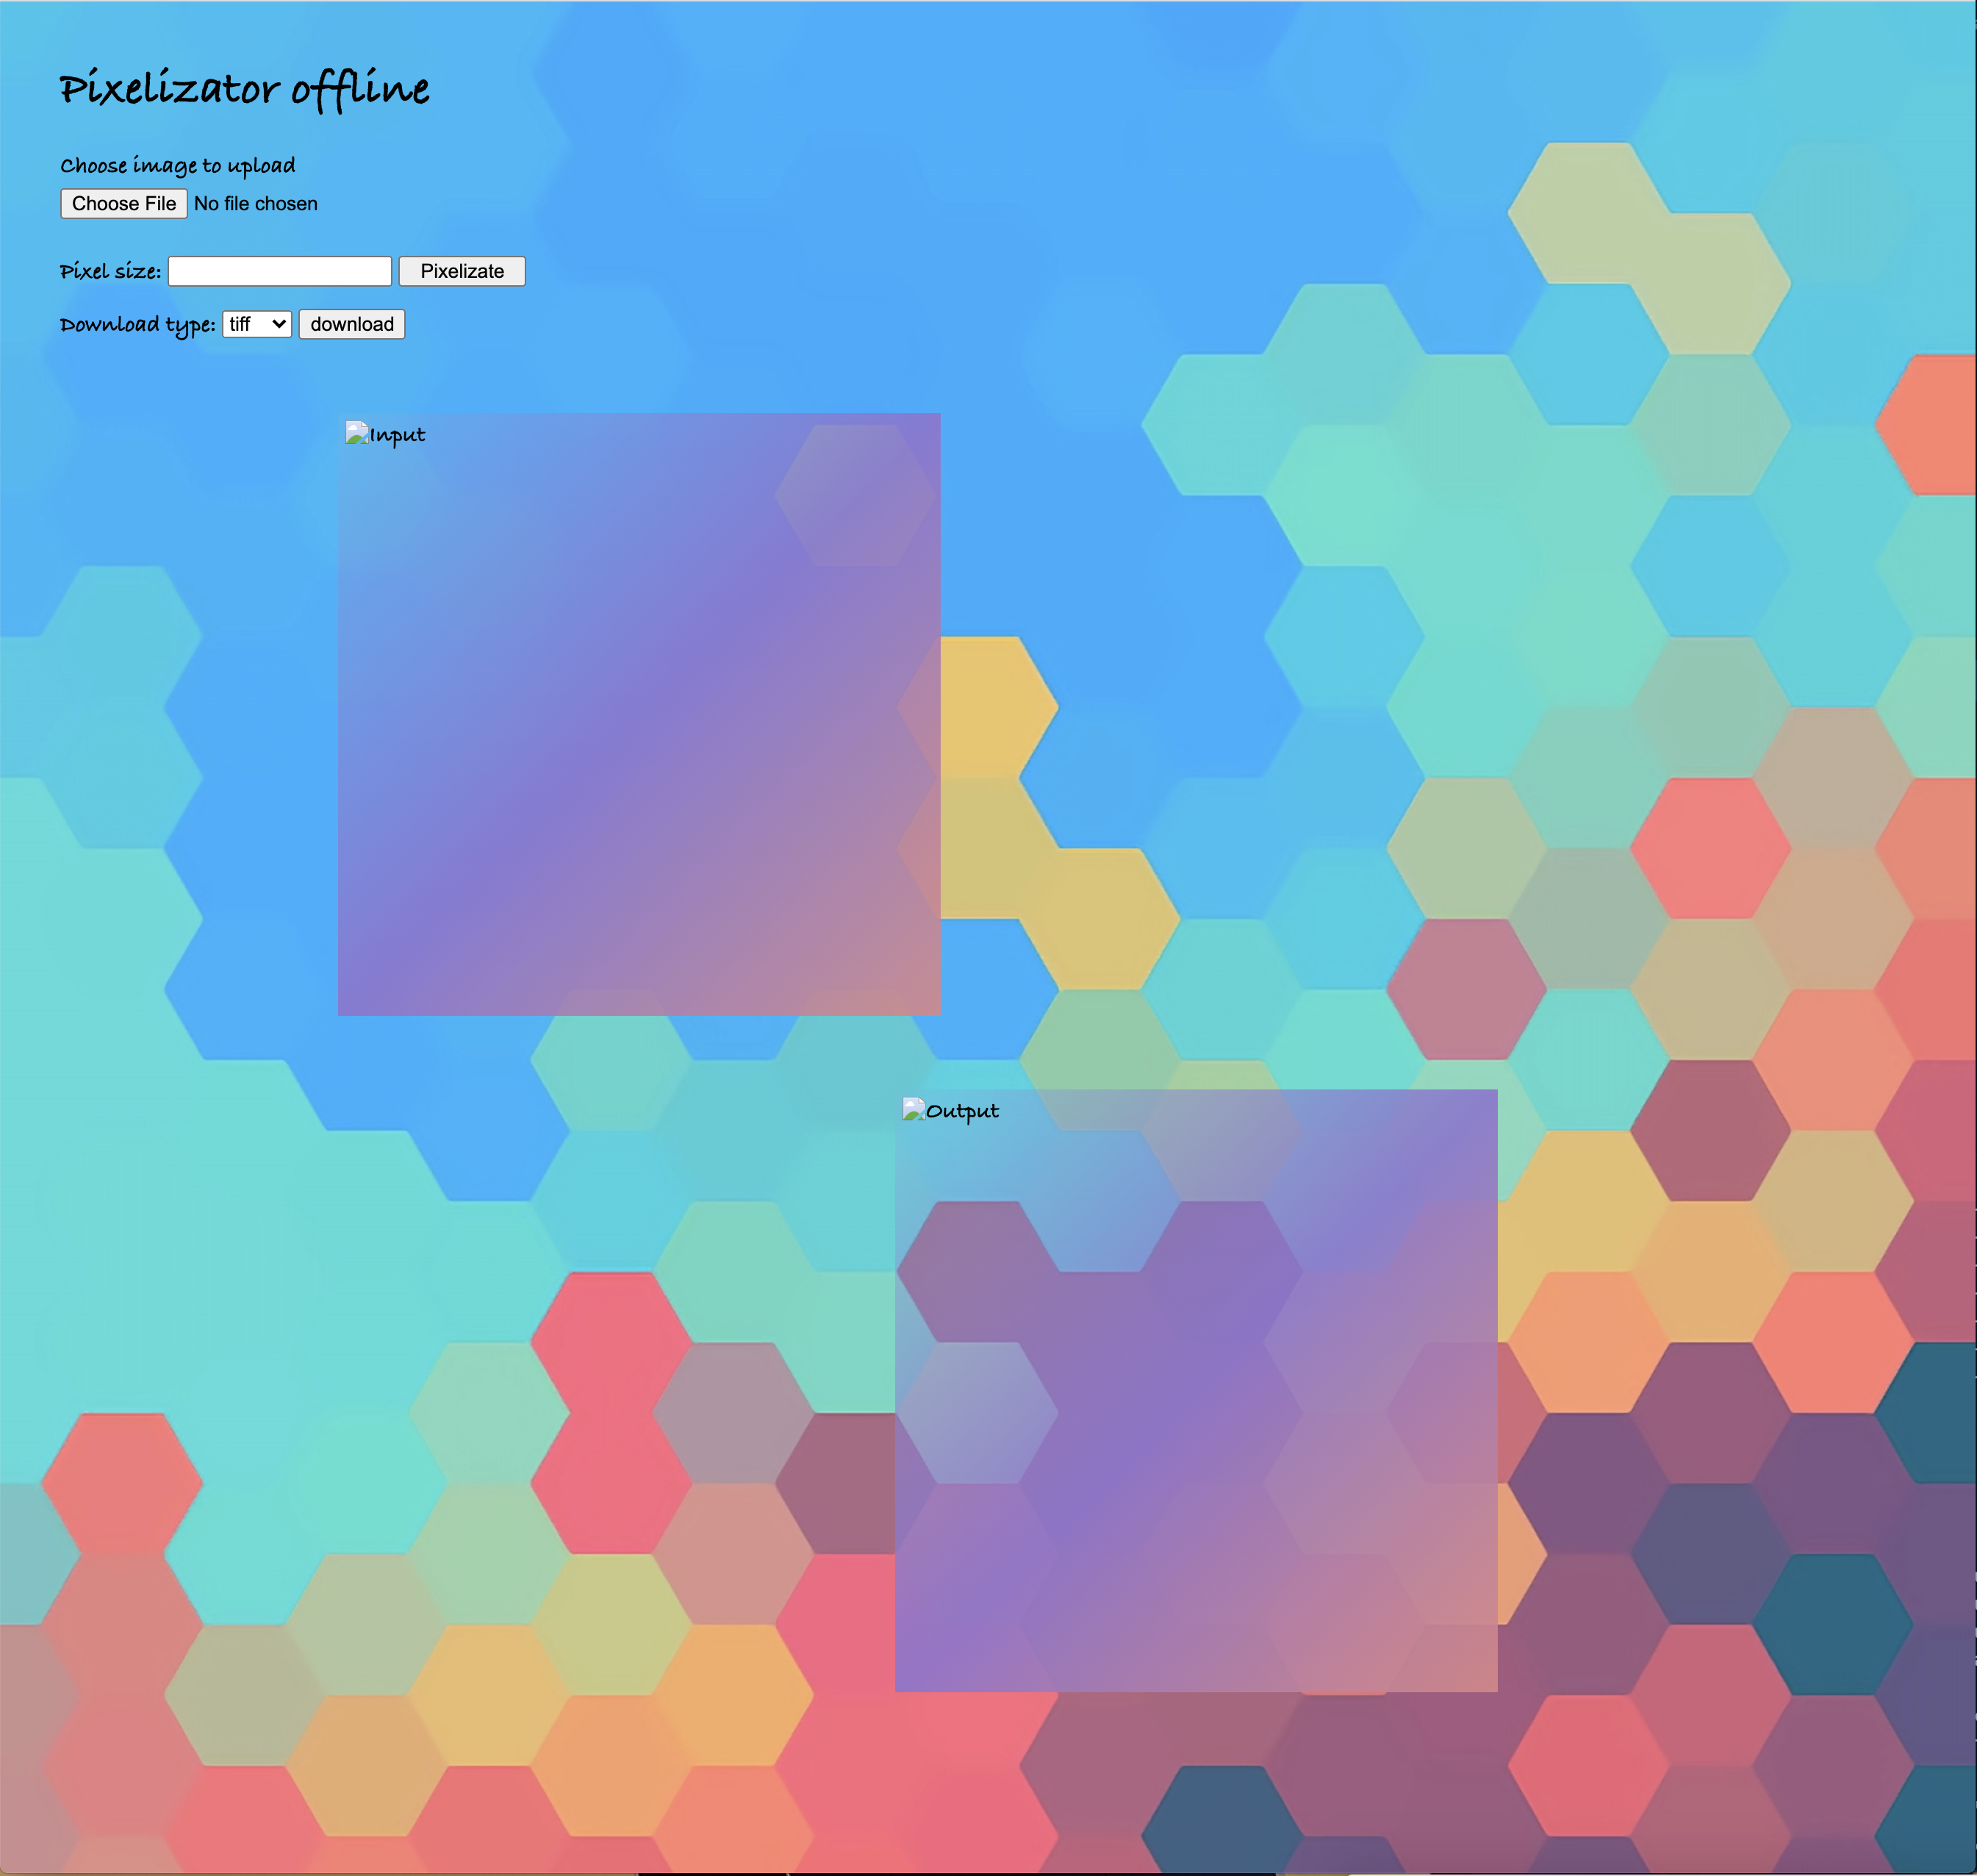 Pixelizator offline
Choose image to upload
Choose File No file chosen
Pixel size: Pixelizate
Download type: tiff download
Input
Output